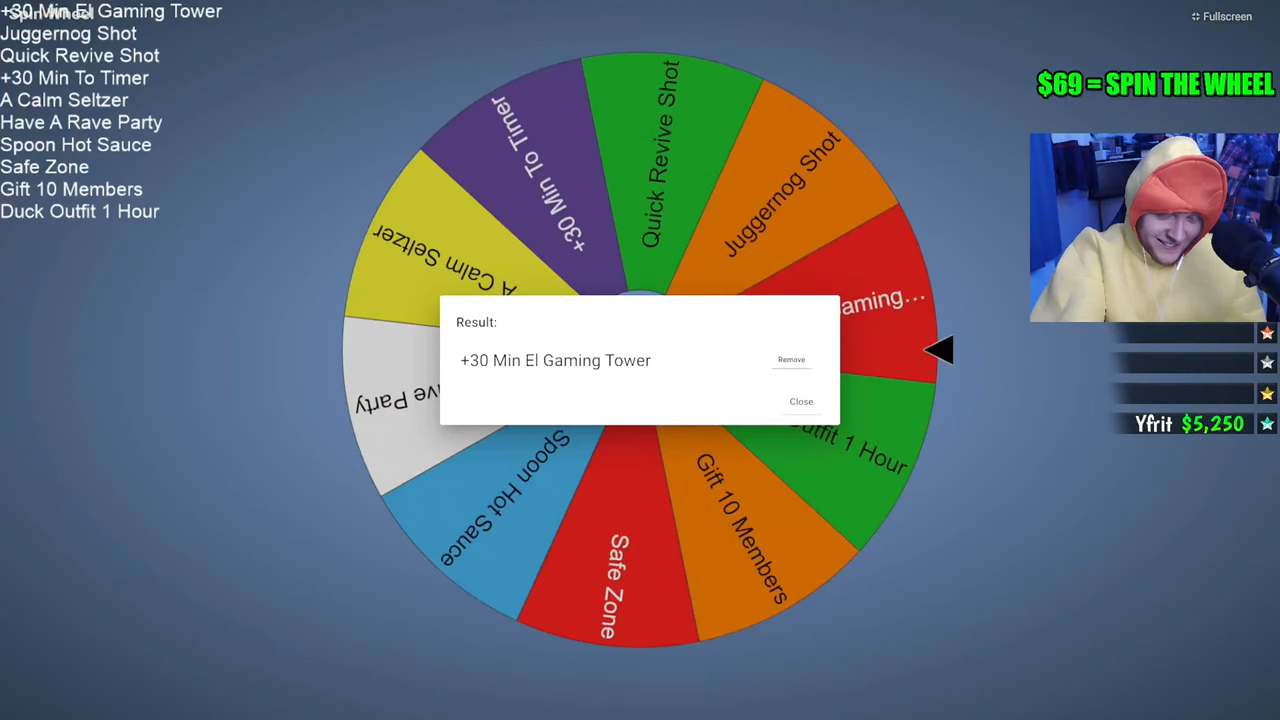 Spin Wheel
+30 Min El Gaming Tower
Juggernog Shot
Quick Revive Shot
+30 Min To Timer
A Calm Seltzer
Have A Rave Party
Spoon Hot Sauce
Safe Zone
Gift 10 Members
Duck Outfit 1 Hour
Fullscreen
$69 = SPIN THE WHEEL
+30 Min To Timer
Quick Revive Shot
Juggernog Shot
aming...
A Calm Seltzer
ve Party
Spoon Hot Sauce
Safe Zone
Gift 10 Members
utfit 1 Hour
Result:
+30 Min El Gaming Tower
Remove
Close
Yfrit $5,250